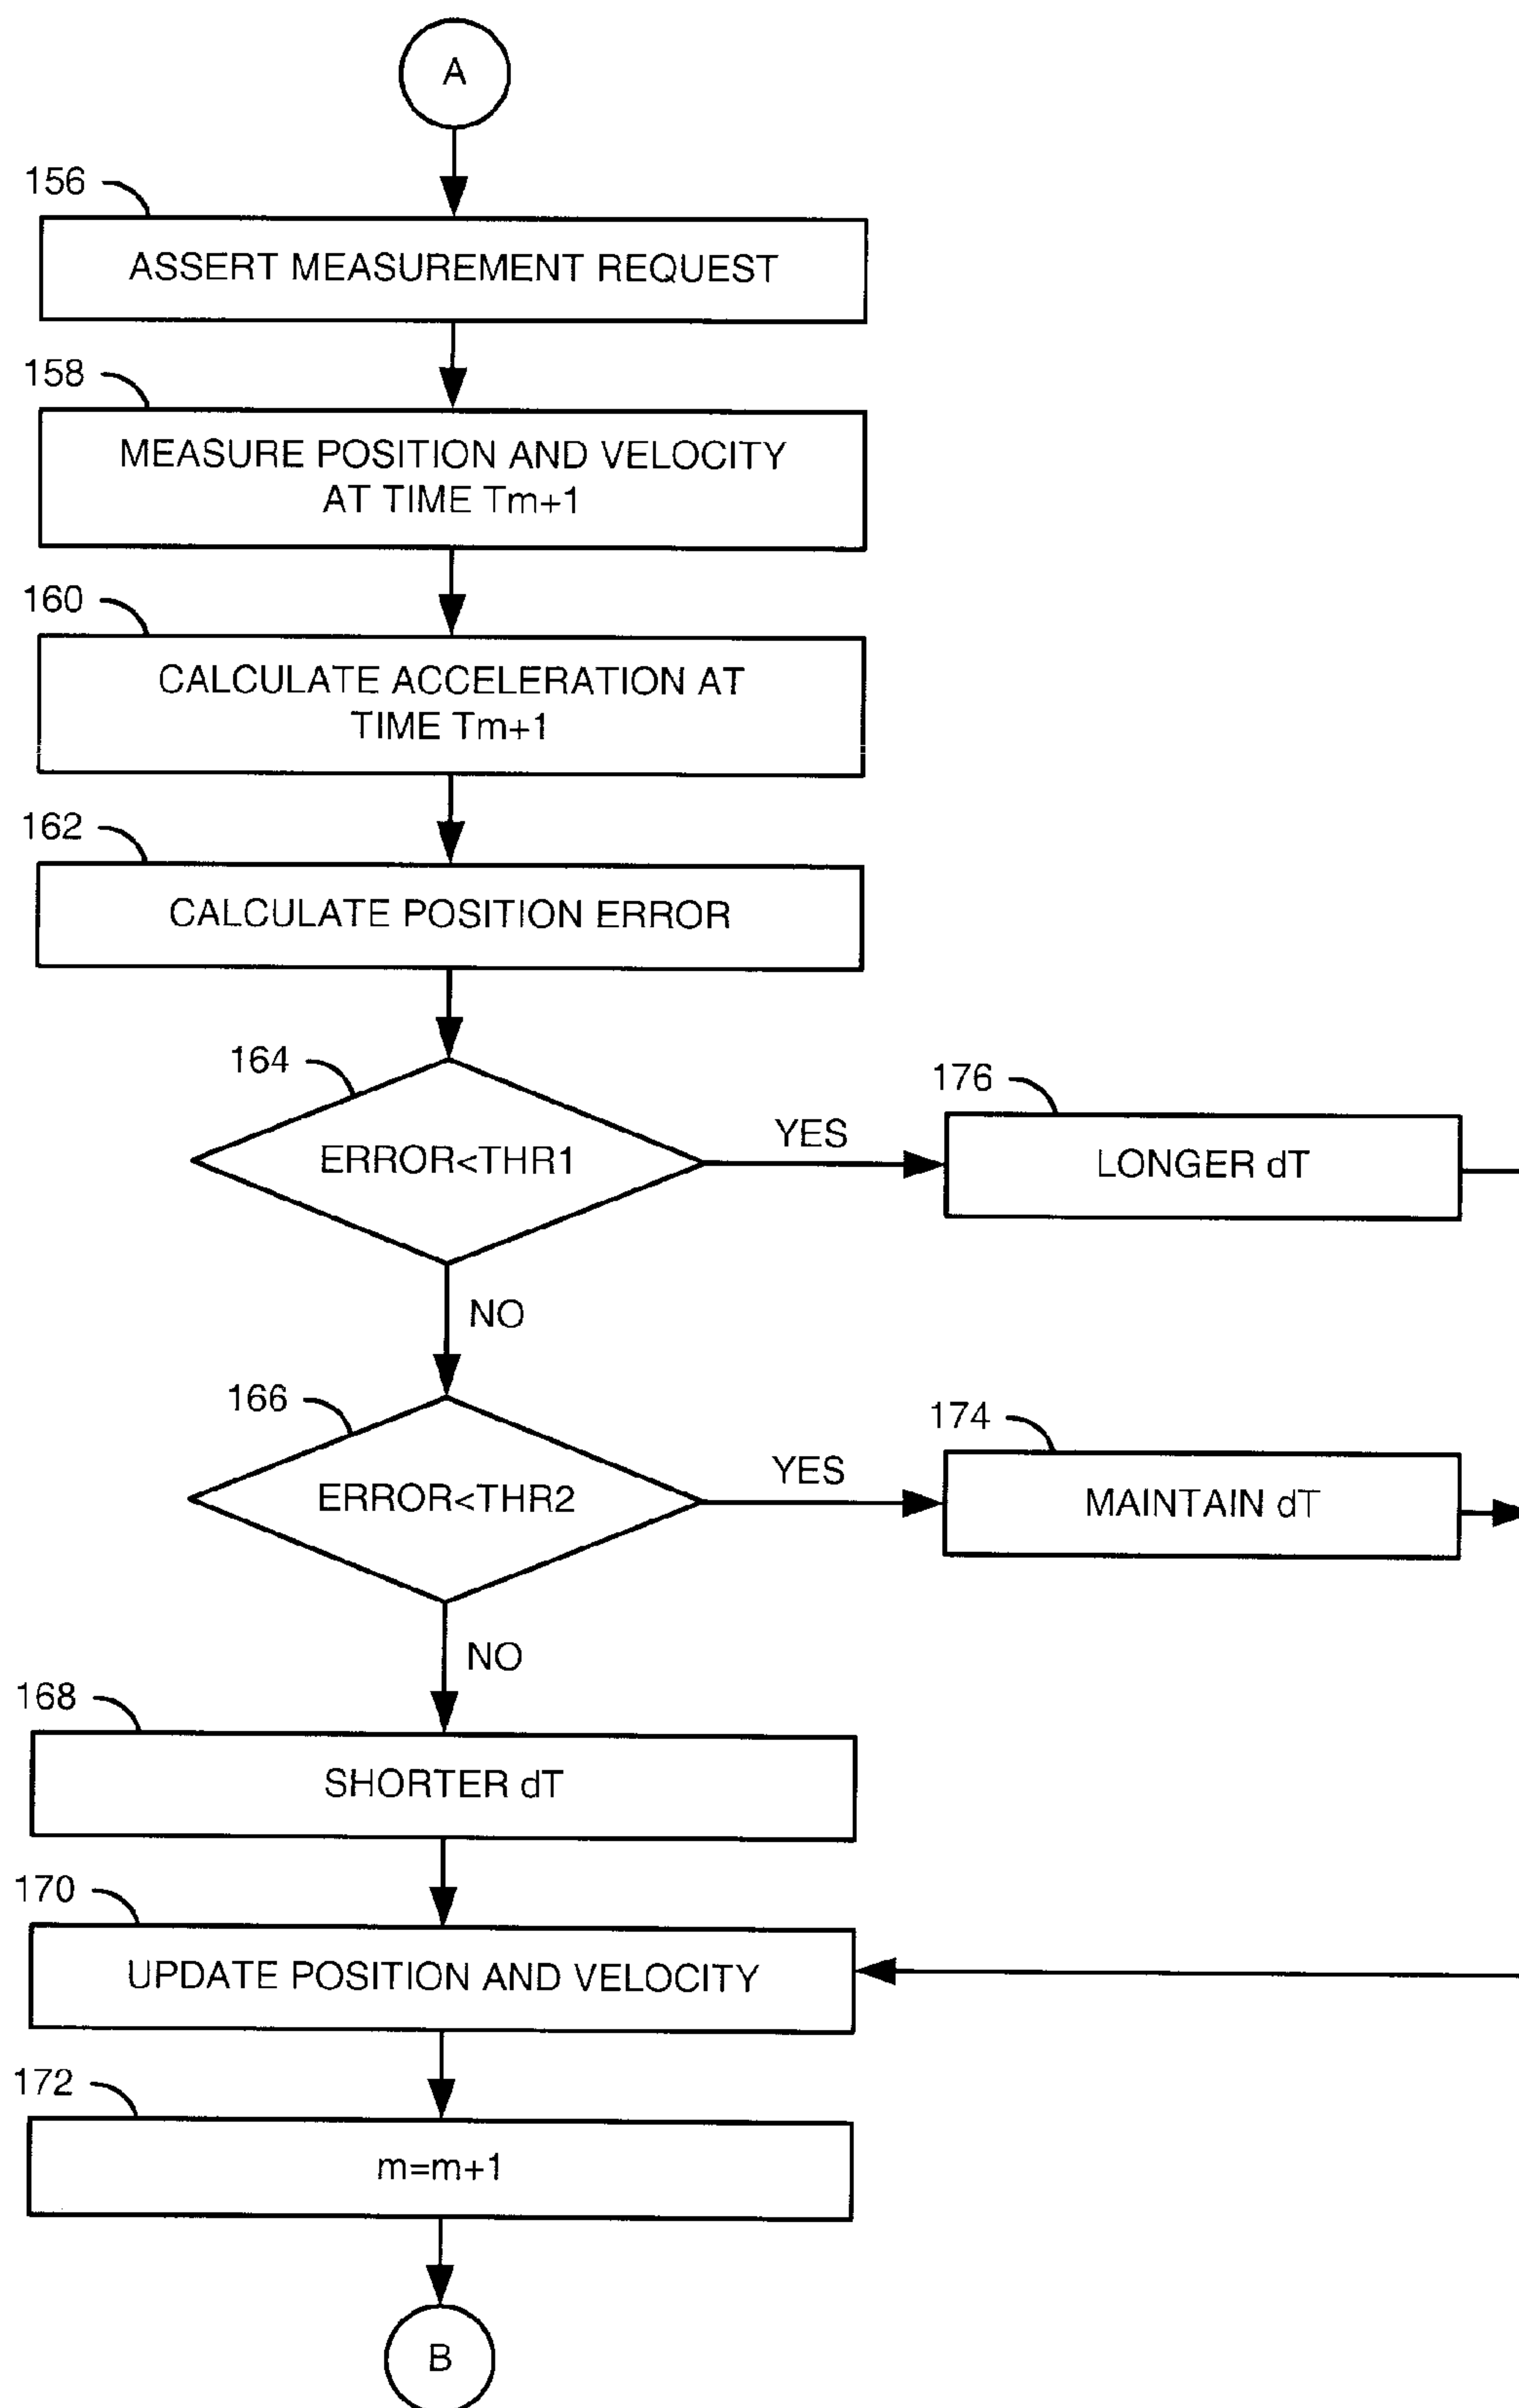 A
156
ASSERT MEASUREMENT REQUEST
158
MEASURE POSITION AND VELOCITY
AT TIME Tm+1
160
CALCULATE ACCELERATION AT
TIME Tm+1
162
CALCULATE POSITION ERROR
164
ERROR<THR1
YES
176
LONGER dT
NO
166
ERROR<THR2
YES
174
MAINTAIN dT
NO
168
SHORTER dT
170
UPDATE POSITION AND VELOCITY
172
m=m+1
B